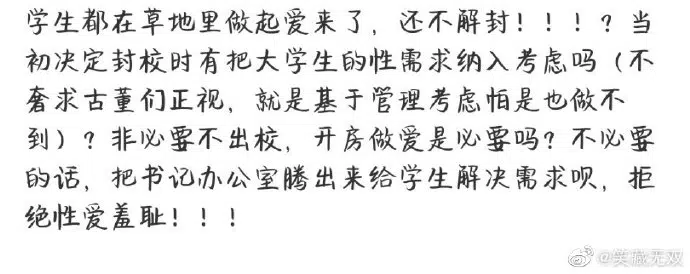 学生都在草地里做起爱来了，还不解封！！！？当
初决定封校时有把大学生的性需求纳入考虑吗（不
奢求古董们正视，就是基于管理考虑怕是也做不
到）？非必要不出校，开房做爱是必要吗？不必要
的话，把书记办公室腾出来给学生解决需求呗，拒
绝性爱羞耻！！！
@笑癜无双